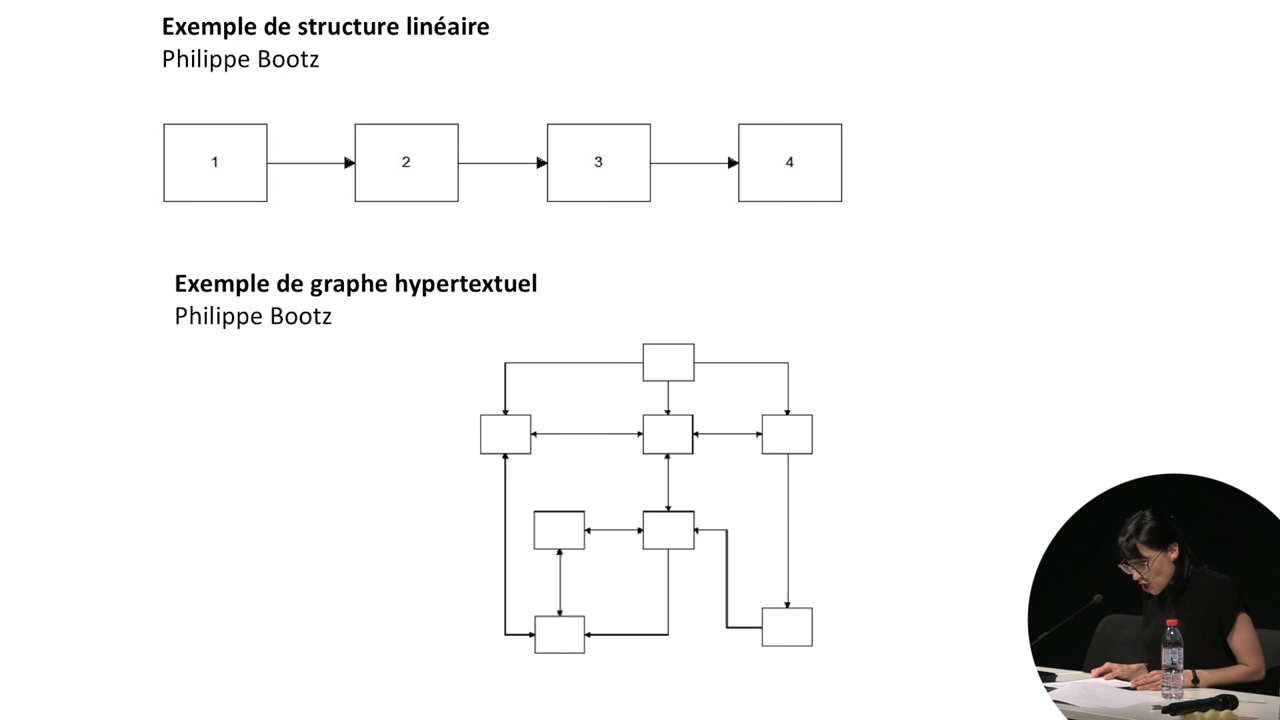 Exemple de structure linéaire
Philippe Bootz
1
2
3
4
Exemple de graphe hypertextuel
Philippe Bootz